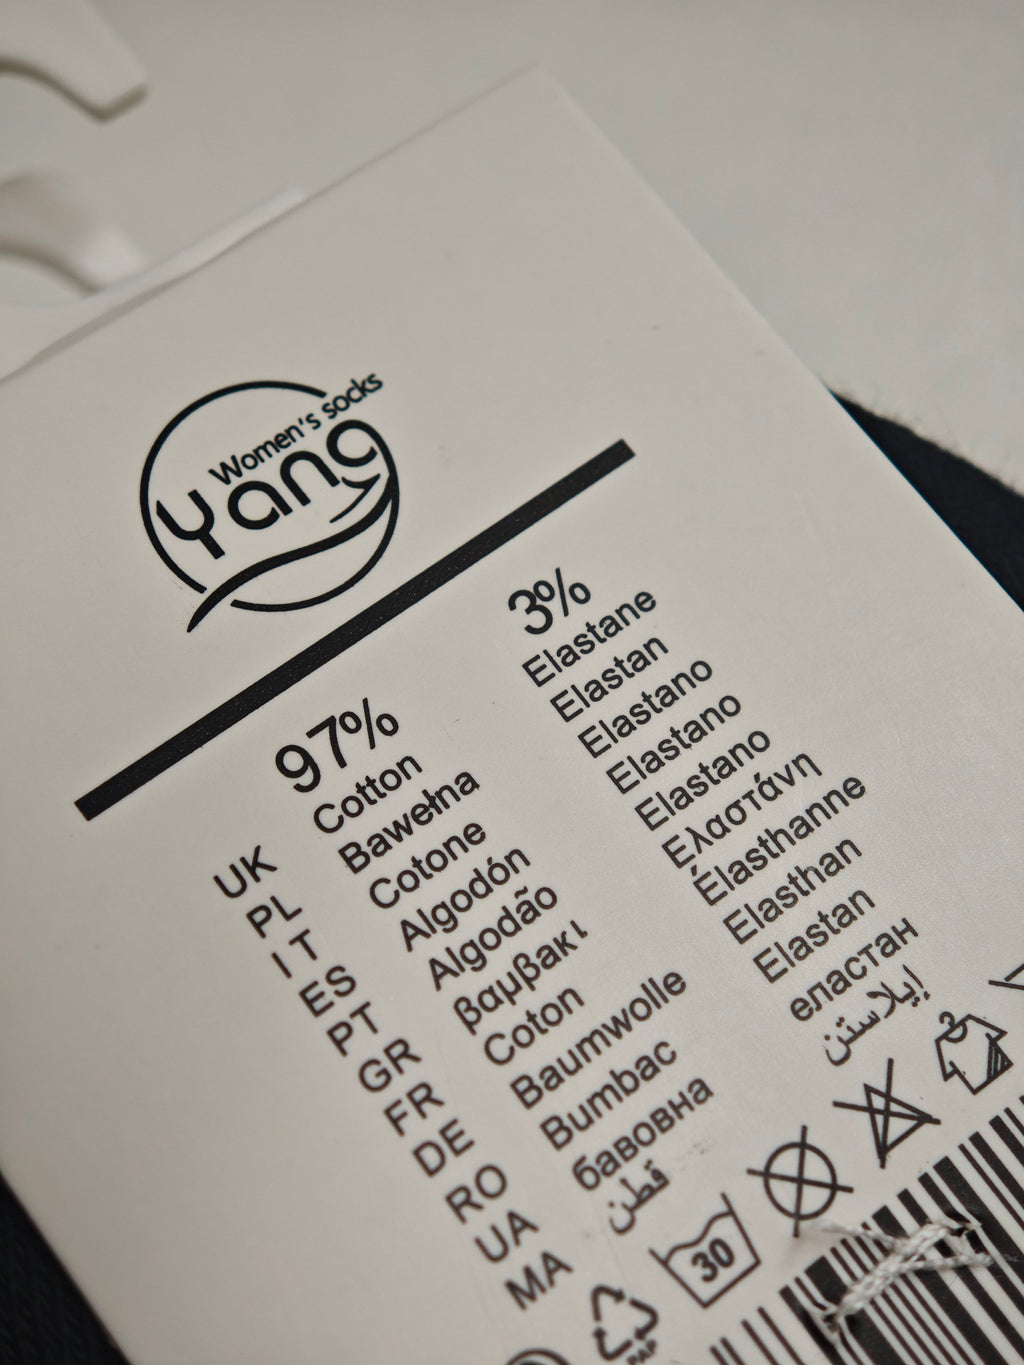 Women's socks
Yang
97% 3%
UK Cotton Elastane
PL Bawełna Elastan
IT Cotone Elastano
ES Algodón Elastano
PT Algodão Elastano
GR βαμβακι Ελαστάνη
FR Coton Élasthanne
DE Baumwolle Elasthan
RO Bumbac Elastan
UA бавовна еластан
MA قطن إيلاستن
30
PAP